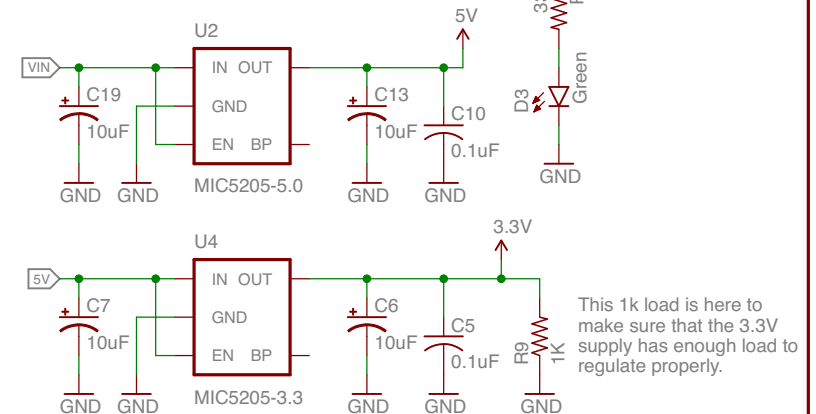 5V
U2
VIN
IN OUT
GND
EN BP
MIC5205-5.0
C19
10uF
C13
10uF
C10
0.1uF
GND
GND
GND
GND
D3
Green
GND
3.3V
U4
5V
IN OUT
GND
EN BP
MIC5205-3.3
C7
10uF
C6
10uF
C5
0.1uF
R9
1K
GND
GND
GND
GND
GND
This 1k load is here to
make sure that the 3.3V
supply has enough load to
regulate properly.